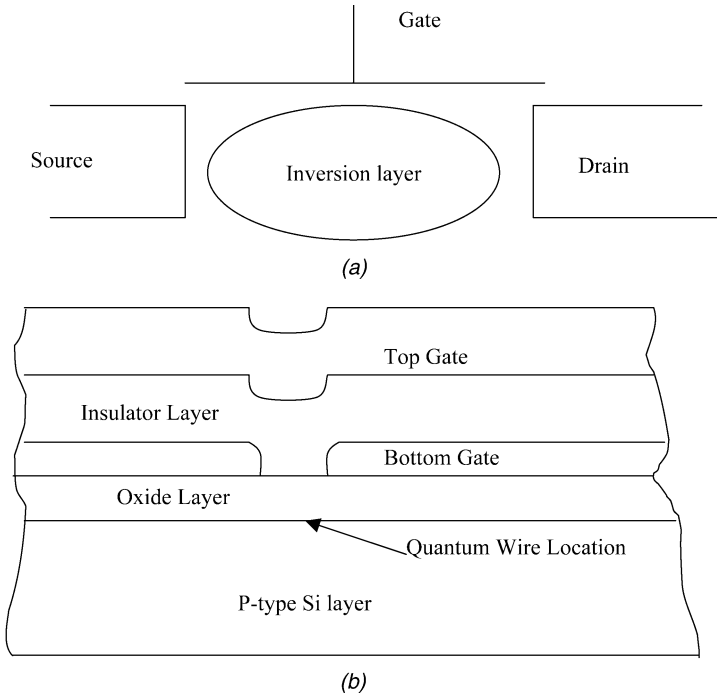 Gate
Source
Inversion layer
Drain
(a)
Top Gate
Insulator Layer
Bottom Gate
Oxide Layer
Quantum Wire Location
P-type Si layer
(b)